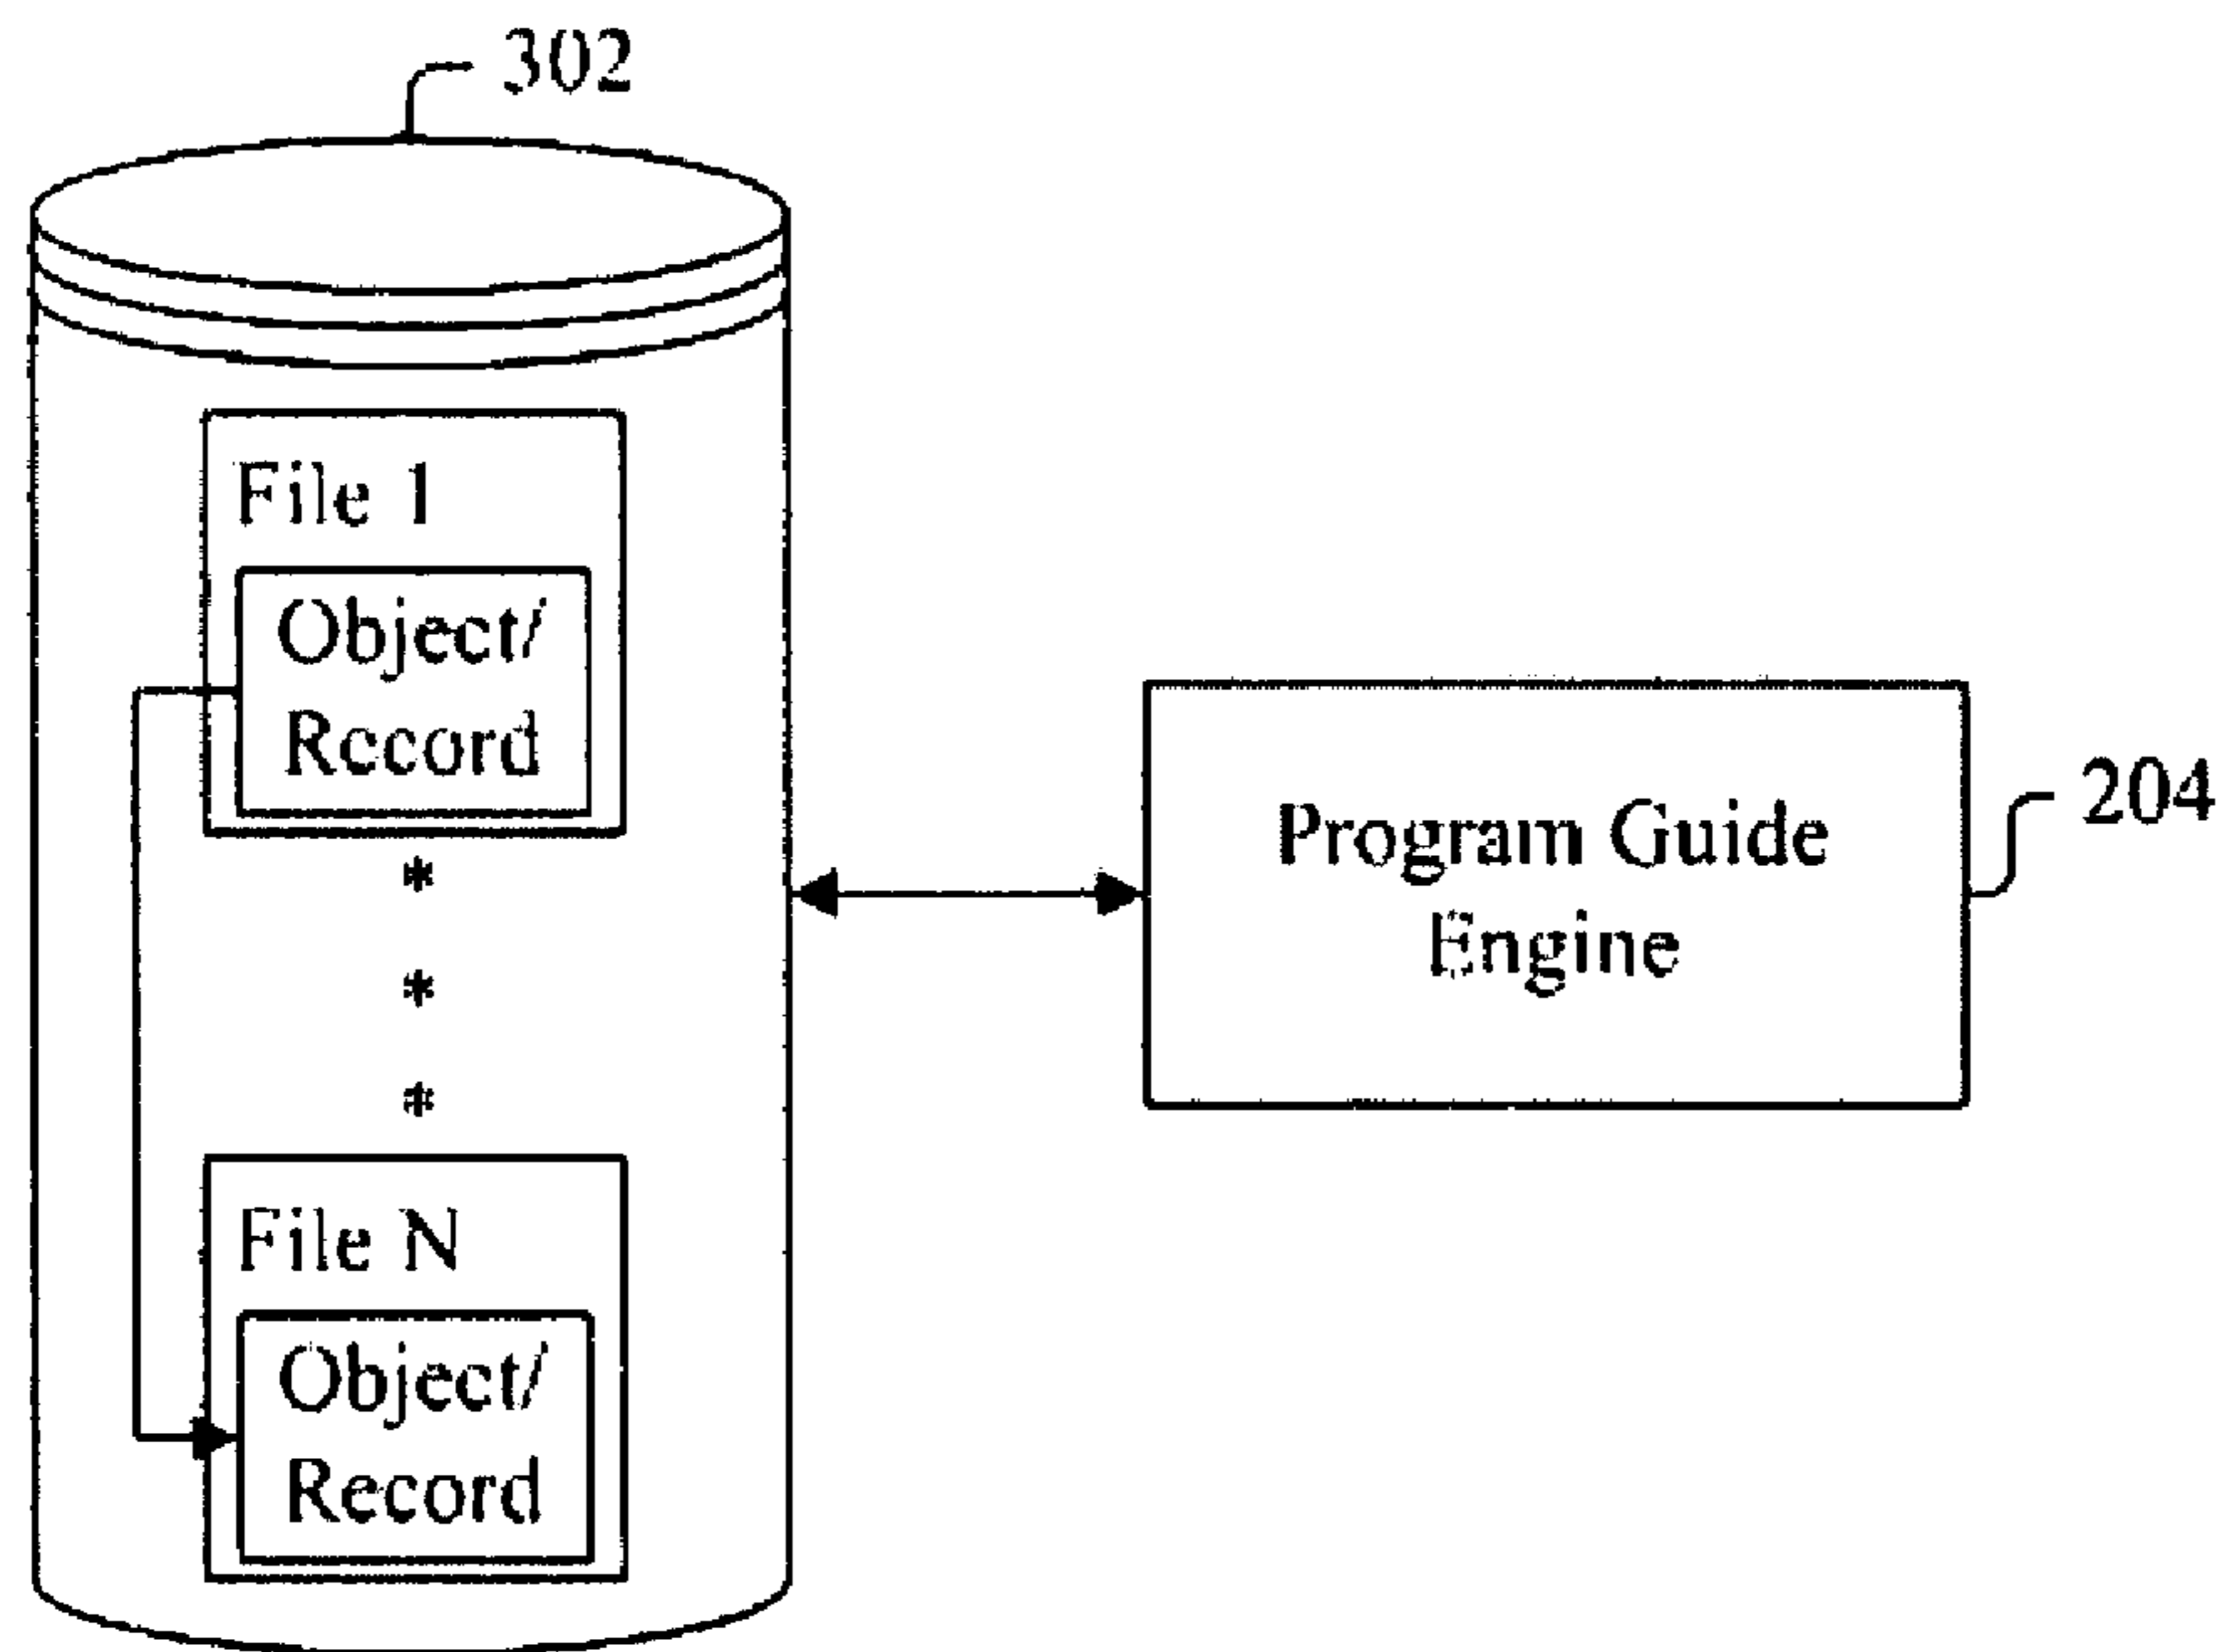 302
File 1
Object/
Record
*
*
*
File N
Object/
Record
Program Guide
Engine
204